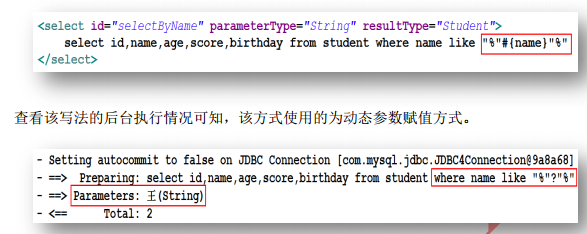 <select id="selectByName" parameterType="String" resultType="Student">
select id,name,age,score,birthday from student where name like "%"#{name}"%"
</select>
查看该写法的后台执行情况可知，该方式使用的为动态参数赋值方式。
- Setting autocommit to false on JDBC Connection [com.mysql.jdbc.JDBC4Connection@9a8a68]
- ==>  Preparing: select id,name,age,score,birthday from student where name like "%"?"%"
- ==> Parameters: 王(String)
- <==      Total: 2